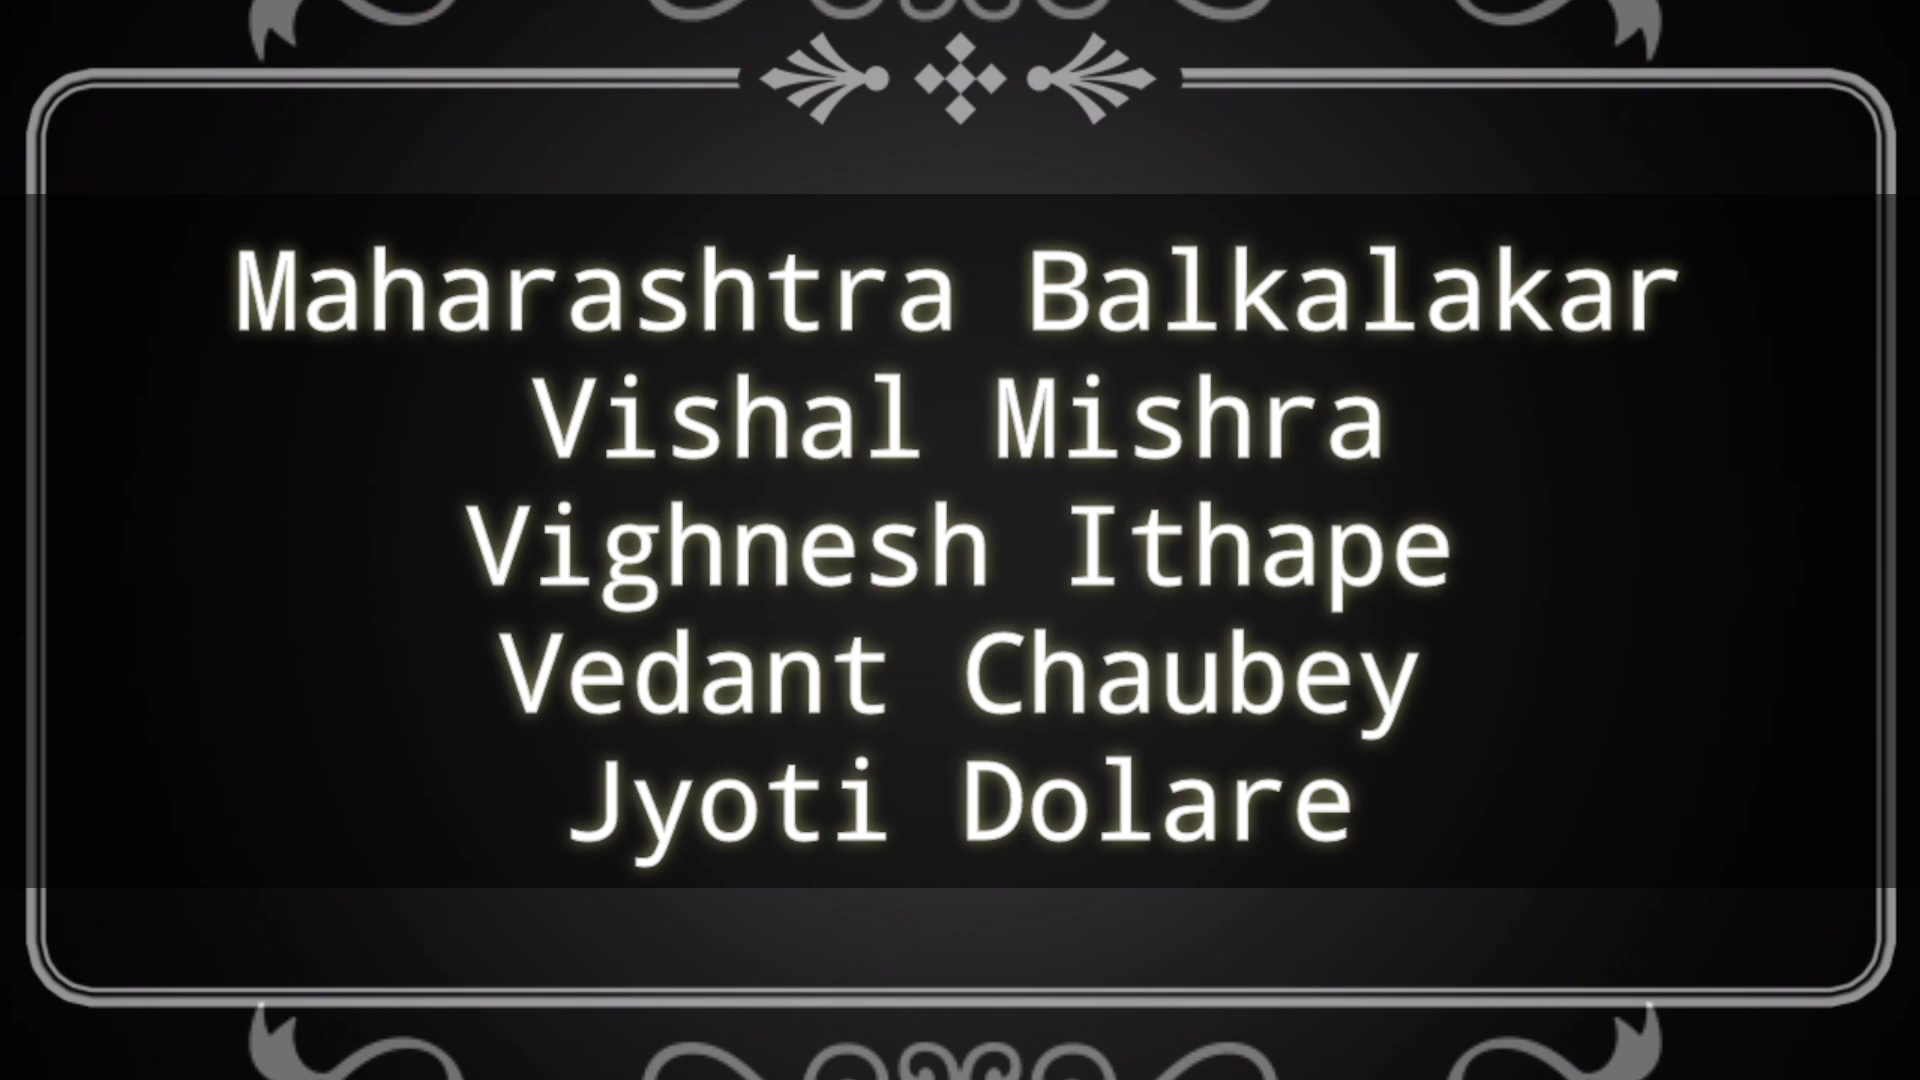 Maharashtra Balkalakar
Vishal Mishra
Vighnesh Ithape
Vedant Chaubey
Jyoti Dolare